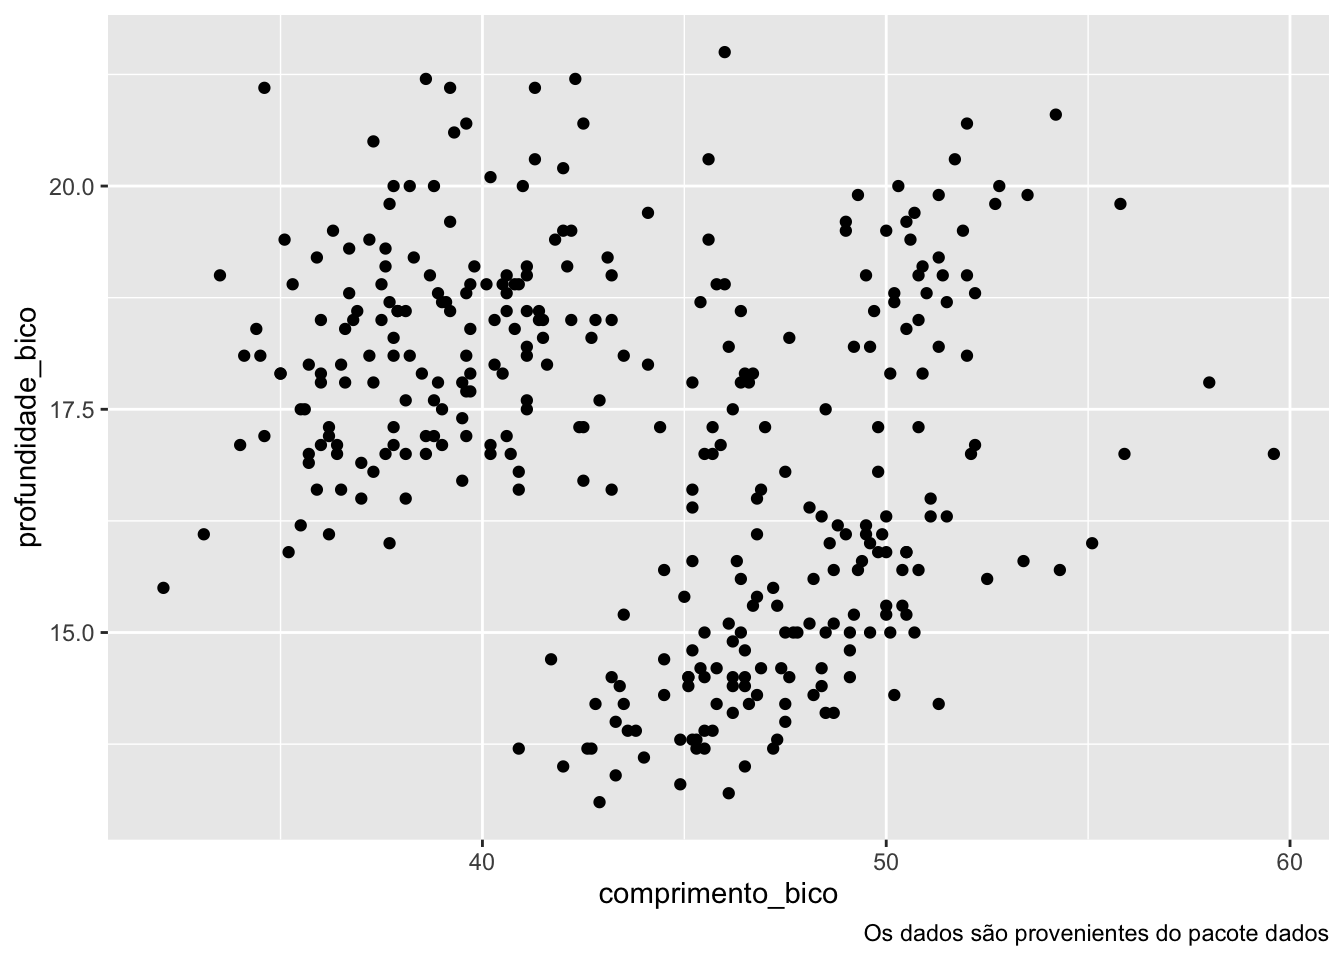 20.0
17.5
15.0
profundidade_bico
40 50 60
comprimento_bico
Os dados são provenientes do pacote dados